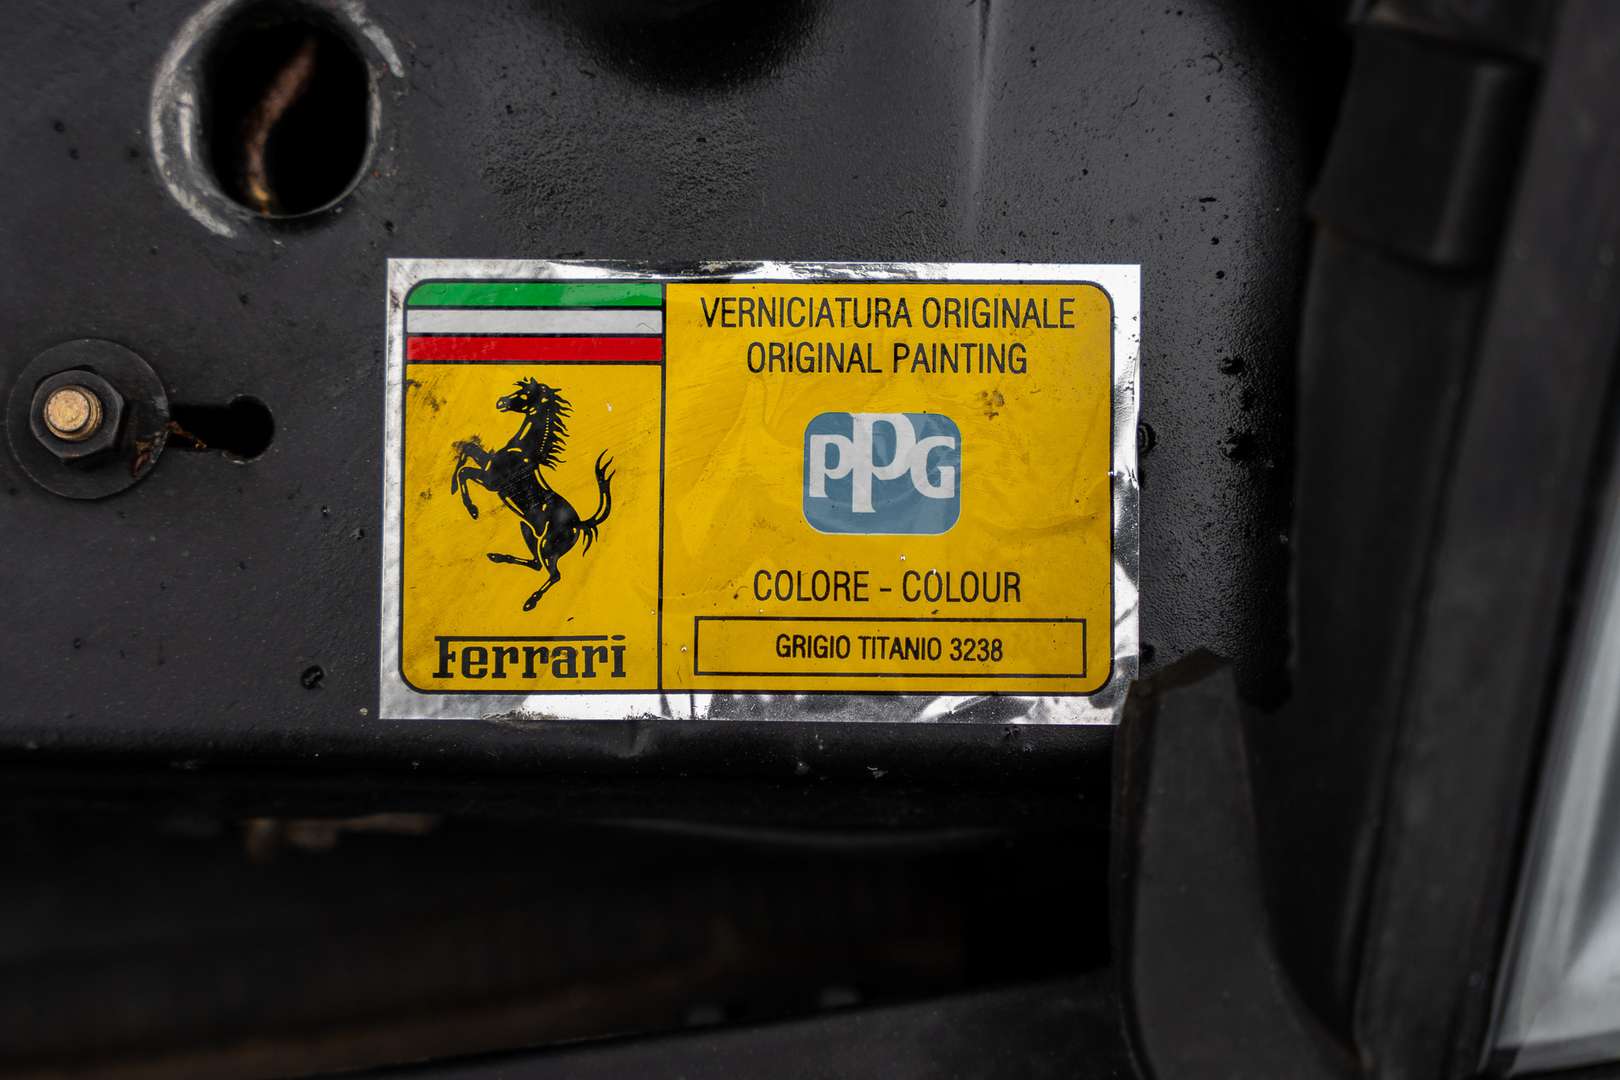 VERNICIATURA ORIGINALE
ORIGINAL PAINTING
PPG
COLORE - COLOUR
GRIGIO TITANIO 3238
Ferrari